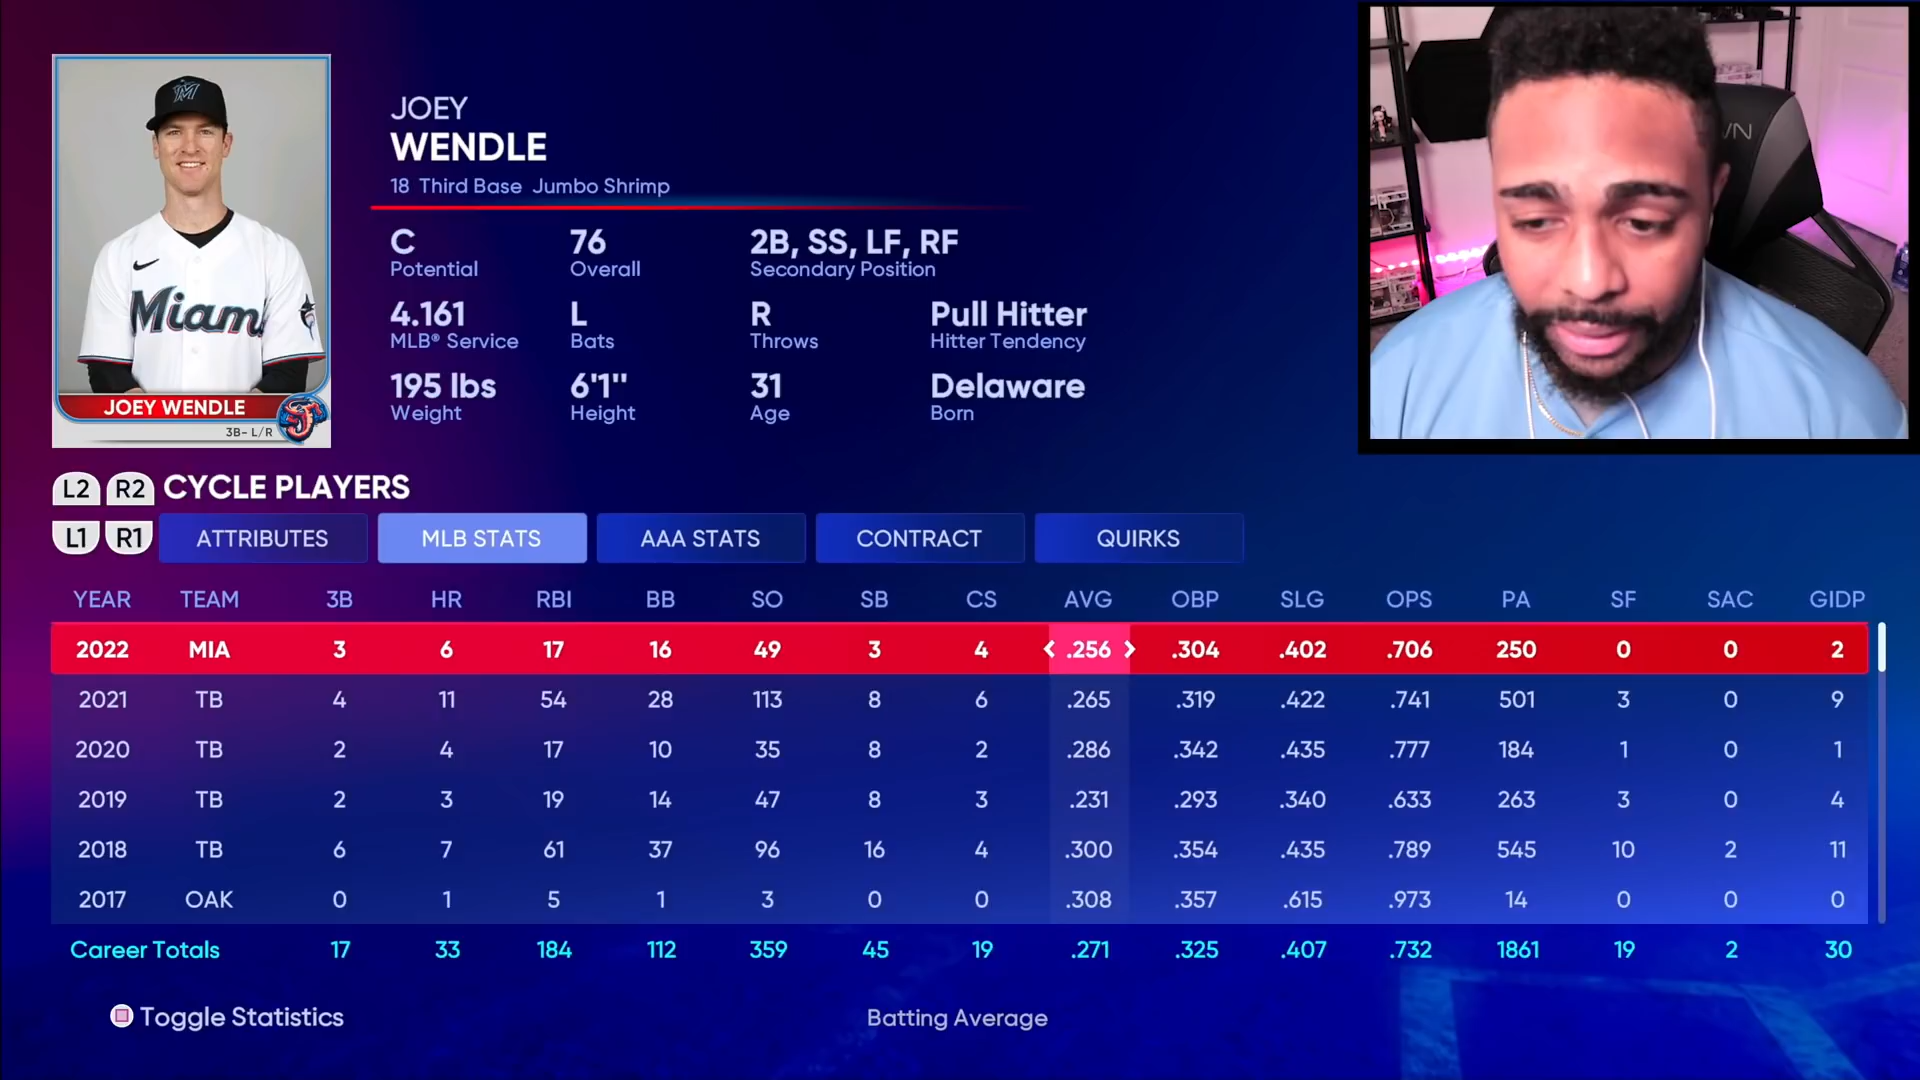 JOEY
WENDLE
18 Third Base Jumbo Shrimp
C 76 2B, SS, LF, RF
Potential Overall Secondary Position
4.161 L R Pull Hitter
MLB® Service Bats Throws Hitter Tendency
195 lbs 6'1'' 31 Delaware
Weight Height Age Born
Miami
JOEY WENDLE
3B- L/R
L2 R2 CYCLE PLAYERS
L1 R1 ATTRIBUTES MLB STATS AAA STATS CONTRACT QUIRKS
YEAR TEAM 3B HR RBI BB SO SB CS AVG OBP SLG OPS PA SF SAC GIDP
2022 MIA 3 6 17 16 49 3 4 .256 .304 .402 .706 250 0 0 2
2021 TB 4 11 54 28 113 8 6 .265 .319 .422 .741 501 3 0 9
2020 TB 2 4 17 10 35 8 2 .286 .342 .435 .777 184 1 0 1
2019 TB 2 3 19 14 47 8 3 .231 .293 .340 .633 263 3 0 4
2018 TB 6 7 61 37 96 16 4 .300 .354 .435 .789 545 10 2 11
2017 OAK 0 1 5 1 3 0 0 .308 .357 .615 .973 14 0 0 0
Career Totals 17 33 184 112 359 45 19 .271 .325 .407 .732 1861 19 2 30
Toggle Statistics Batting Average